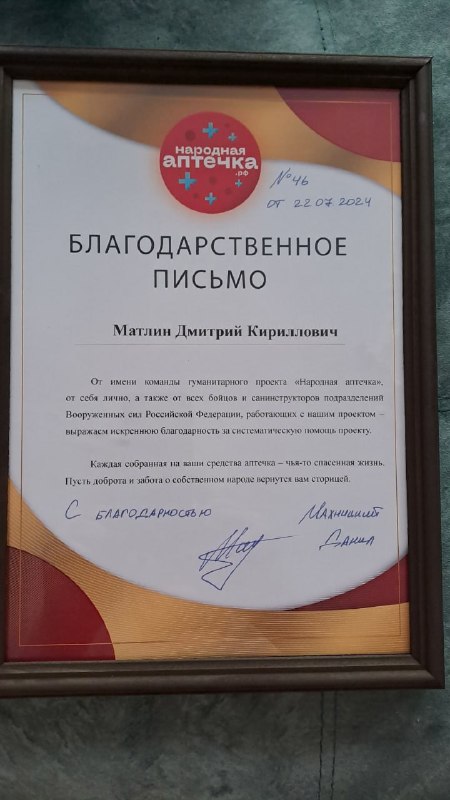 народная
аптечка
.рф
№46
от 22 07 2024
БЛАГОДАРСТВЕННОЕ
ПИСЬМО
Матлин Дмитрий Кириллович
От имени команды гуманитарного проекта «Народная аптечка»,
от себя лично, а также от всех бойцов и санинструкторов подразделений
Вооруженных сил Российской Федерации, работающих с нашим проектом –
выражаем искреннюю благодарность за систематическую помощь проекту.
Каждая собранная на ваши средства аптечка – чья-то спасенная жизнь.
Пусть доброта и забота о собственном народе вернутся вам сторицей.
С благодарностью
Данил